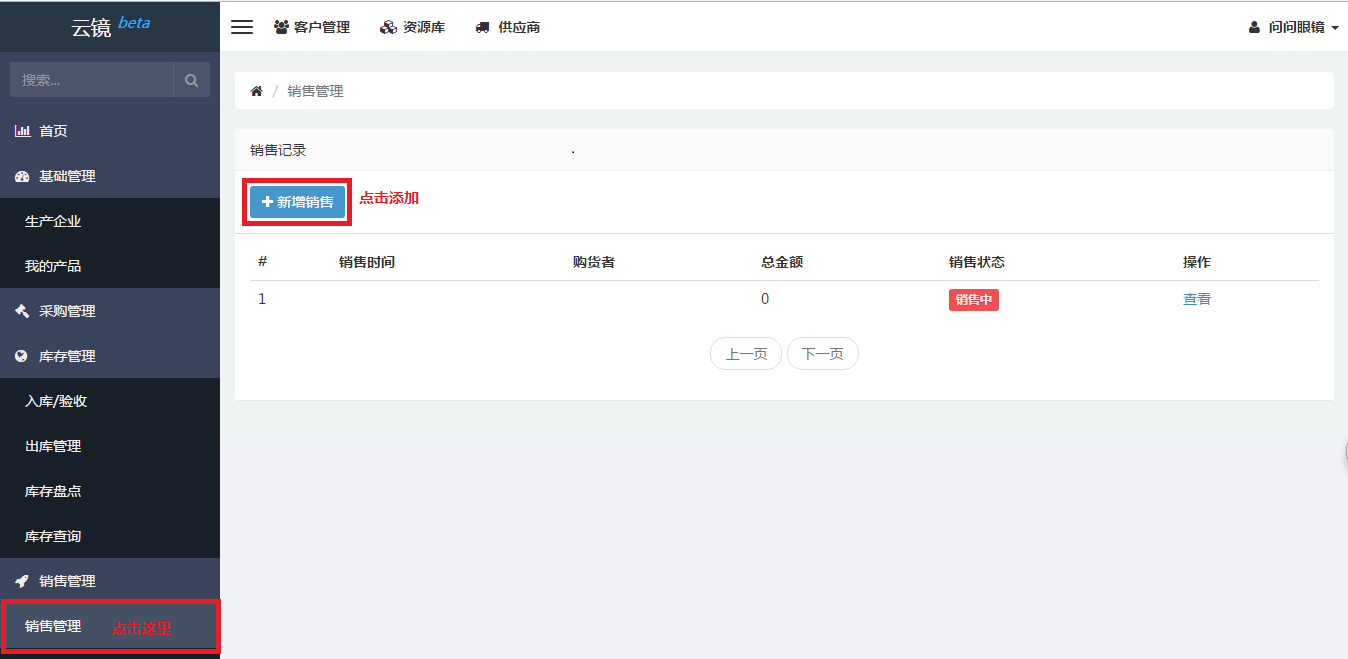 云镜 beta
客户管理 资源库 供应商 问问眼镜
搜索...
首页
基础管理
生产企业
我的产品
采购管理
库存管理
入库/验收
出库管理
库存盘点
库存查询
销售管理
销售管理 点击这里
/ 销售管理
销售记录 .
新增销售 点击添加
# 销售时间 购货者 总金额 销售状态 操作
1 0 销售中 查看
上一页 下一页